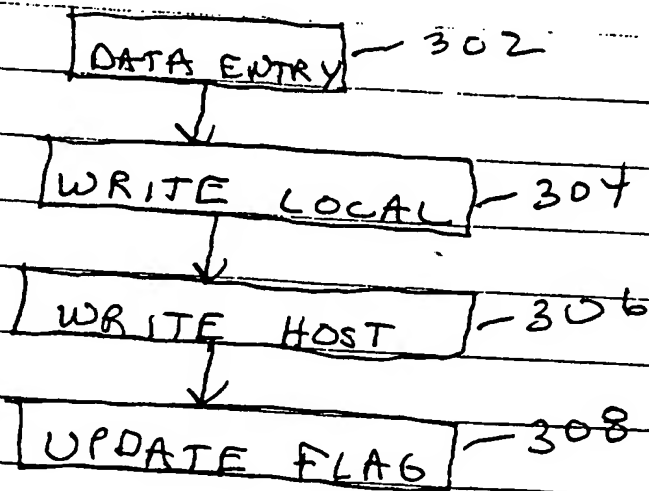 DATA ENTRY 302
WRITE LOCAL 304
WRITE HOST 306
UPDATE FLAG 308